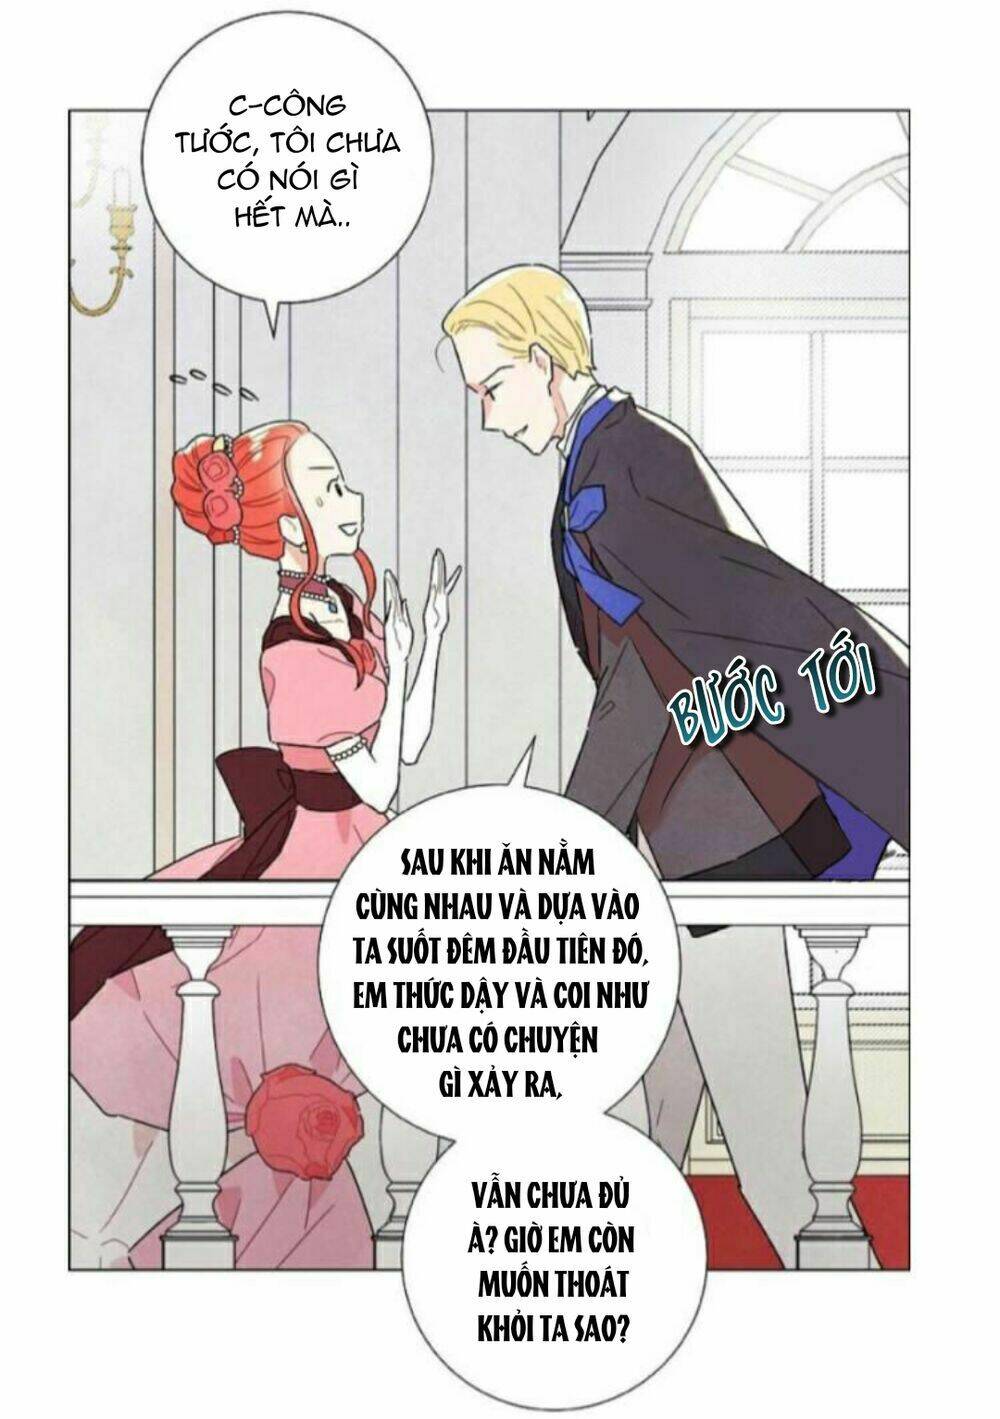 C-CÔNG
TƯỚC, TÔI CHƯA
CÓ NÓI GÌ
HẾT MÀ..
BƯỚC TỚI
SAU KHI ĂN NẰM
CÙNG NHAU VÀ DỰA VÀO
TA SUỐT ĐÊM ĐẦU TIÊN ĐÓ,
EM THỨC DẬY VÀ COI NHƯ
CHƯA CÓ CHUYỆN
GÌ XẢY RA,
VẪN CHƯA ĐỦ
À? GIỜ EM CÒN
MUỐN THOÁT
KHỎI TA SAO?